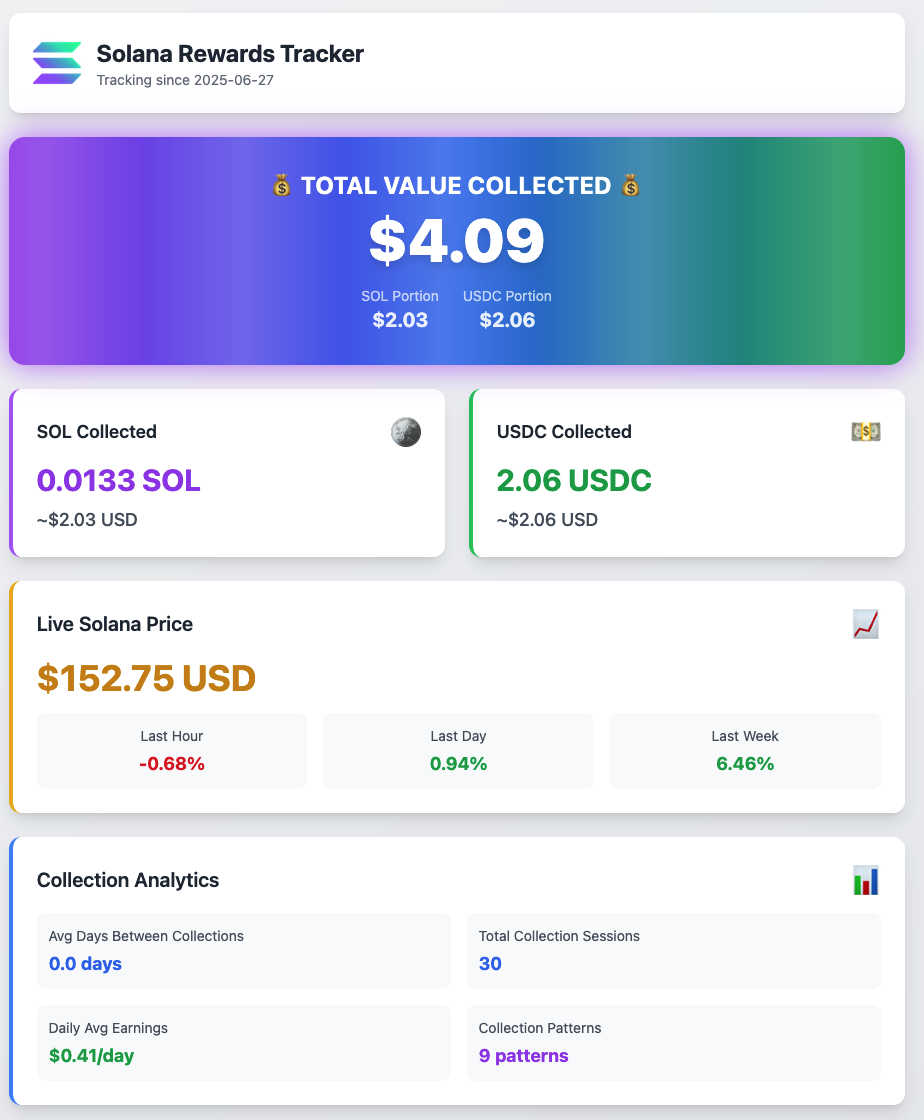 Solana Rewards Tracker
Tracking since 2025-06-27
💰 TOTAL VALUE COLLECTED 💰
$4.09
SOL Portion USDC Portion
$2.03 $2.06
SOL Collected
0.0133 SOL
~$2.03 USD
USDC Collected
2.06 USDC
~$2.06 USD
Live Solana Price
$152.75 USD
Last Hour
-0.68%
Last Day
0.94%
Last Week
6.46%
Collection Analytics
Avg Days Between Collections
0.0 days
Total Collection Sessions
30
Daily Avg Earnings
$0.41/day
Collection Patterns
9 patterns